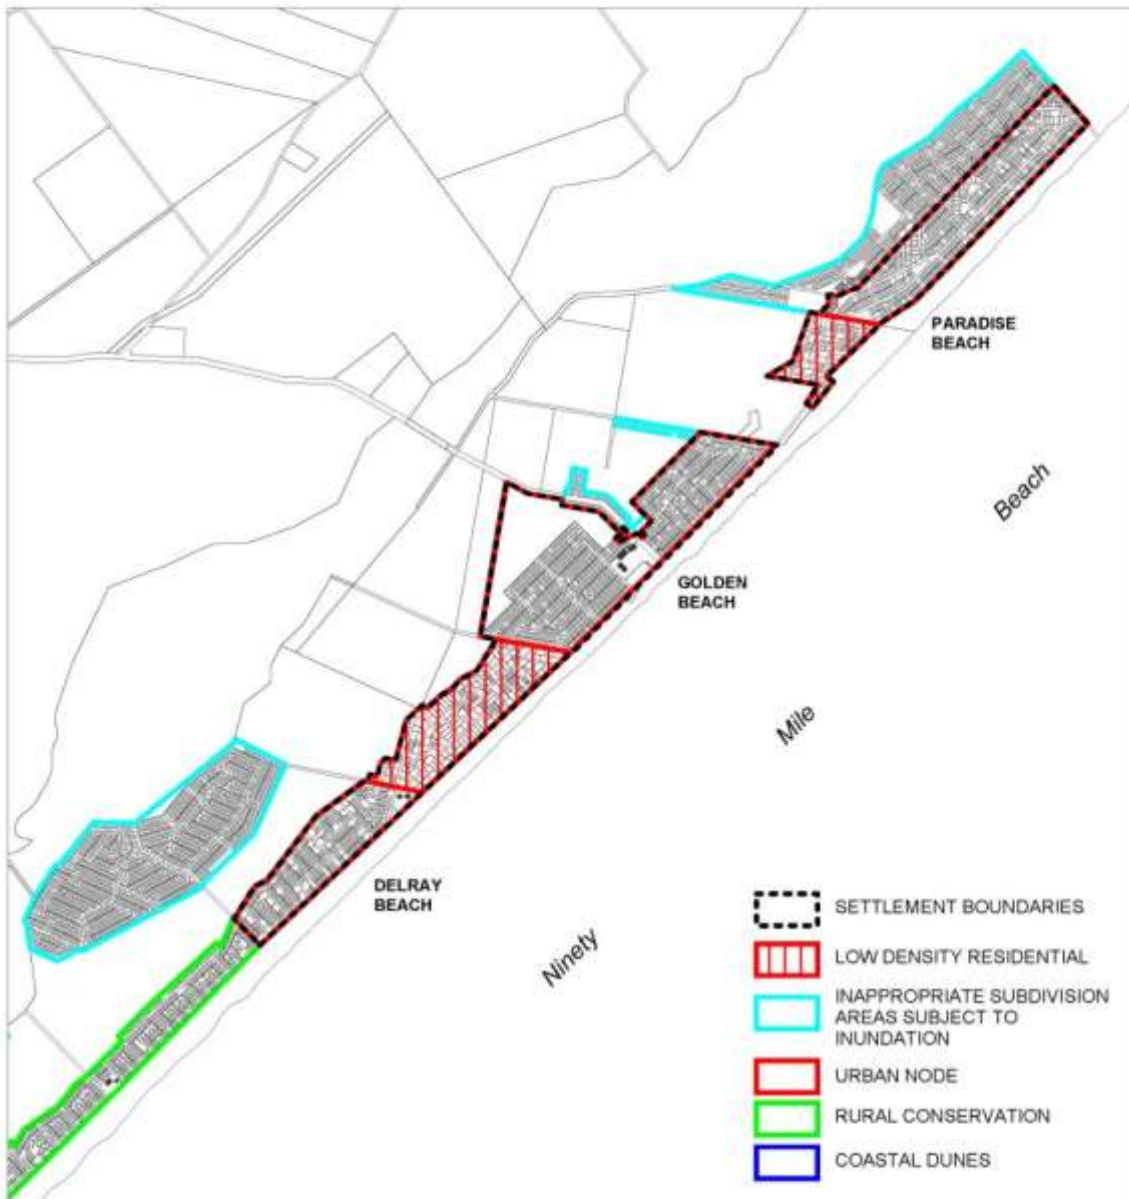 PARADISE
BEACH
Beach
GOLDEN
BEACH
Mile
DELRAY
BEACH
Ninety
SETTLEMENT BOUNDARIES
LOW DENSITY RESIDENTIAL
INAPPROPRIATE SUBDIVISION
AREAS SUBJECT TO
INUNDATION
URBAN NODE
RURAL CONSERVATION
COASTAL DUNES